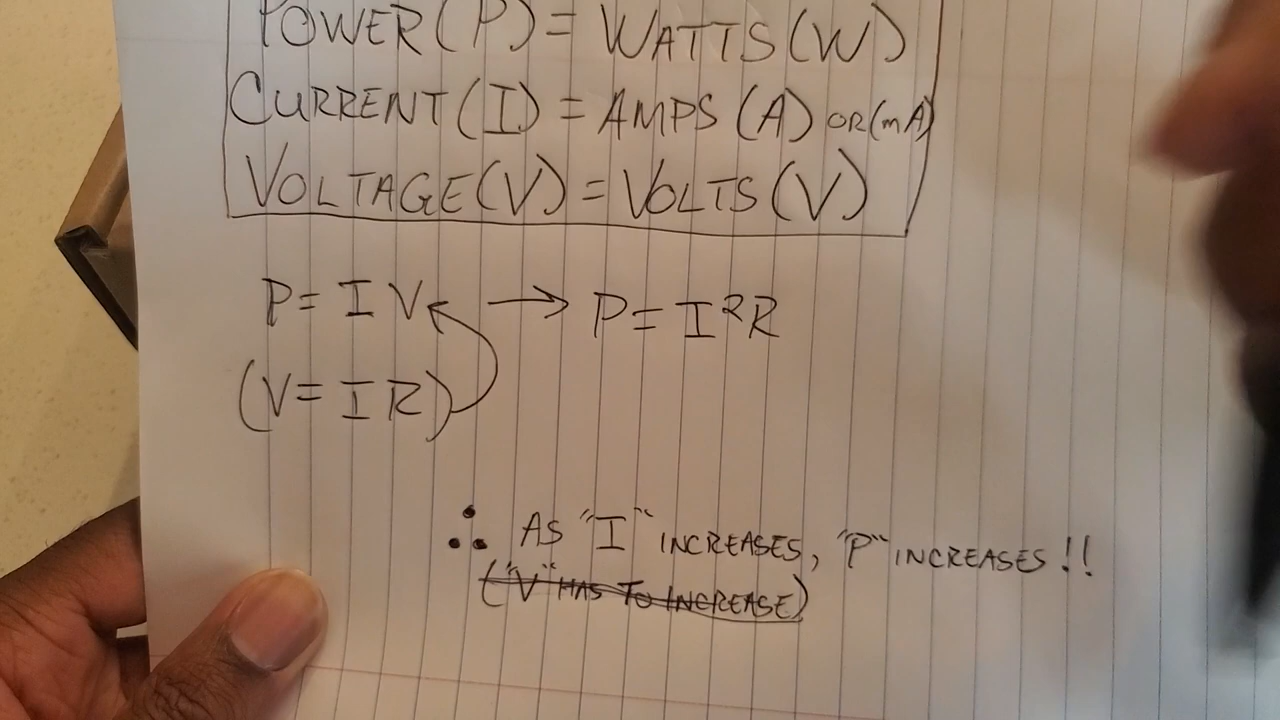 POWER(P) = WATTS(W)
CURRENT(I) = AMPS (A) OR(mA)
VOLTAGE(V) = VOLTS(V)
P = IV → P = I²R
(V = IR)
∴ AS "I" INCREASES, "P" INCREASES!!
("V" HAS TO INCREASE)